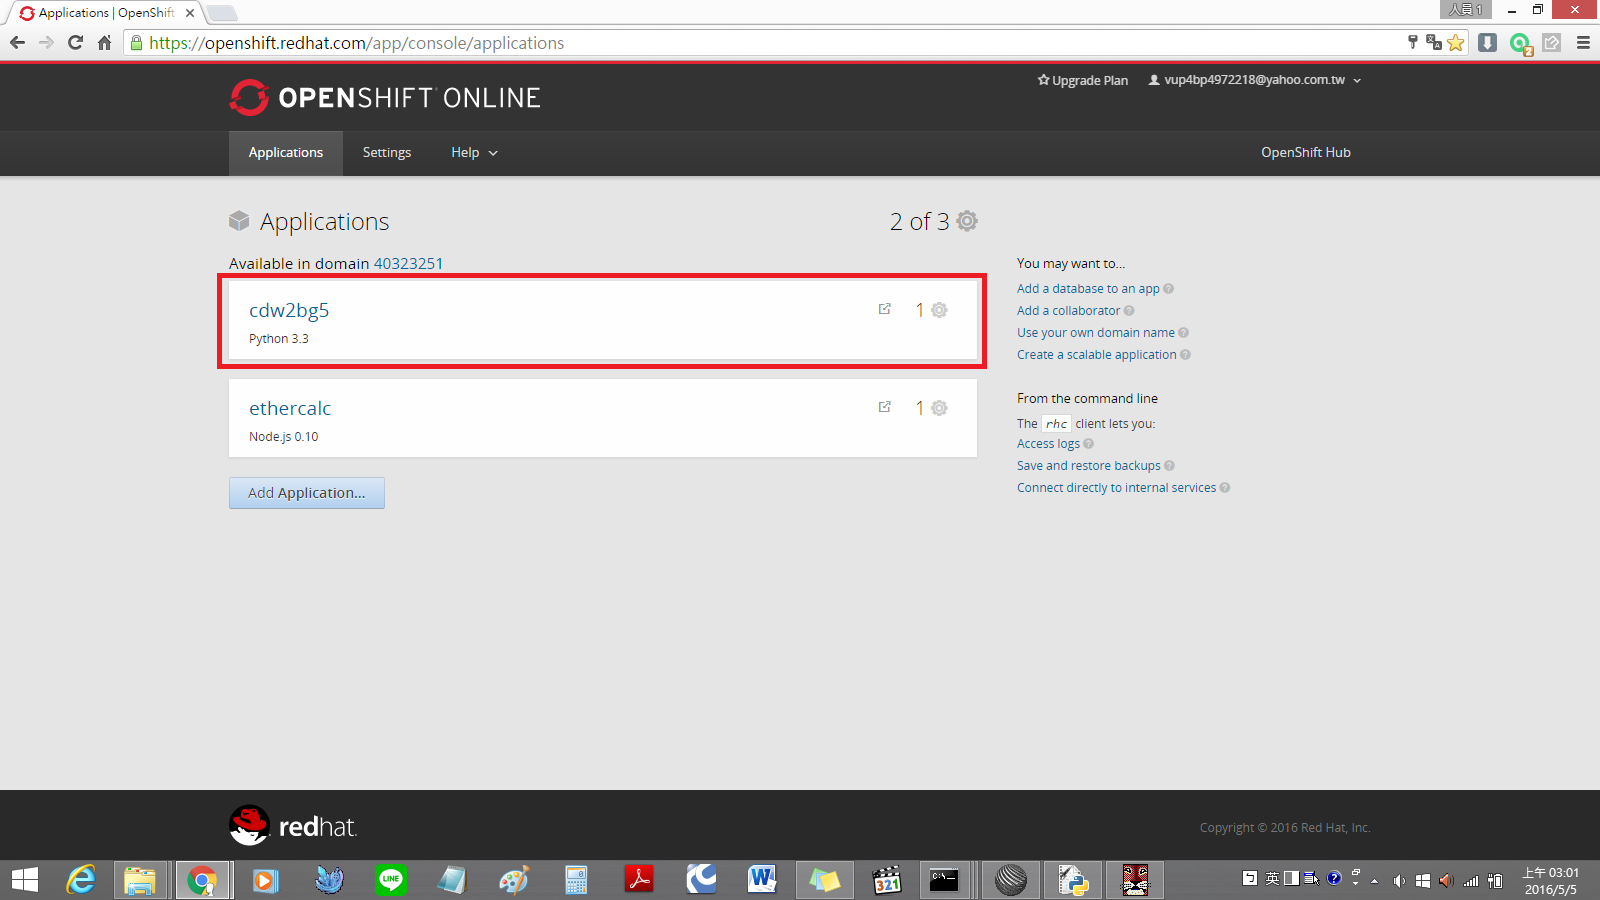 Applications | OpenShift
人員 1
https://openshift.redhat.com/app/console/applications
2
OPENSHIFT ONLINE
Upgrade Plan
vup4bp4972218@yahoo.com.tw
Applications
Settings
Help
OpenShift Hub
Applications
2 of 3
Available in domain 40323251
cdw2bg5
1
Python 3.3
ethercalc
1
Node.js 0.10
Add Application...
You may want to...
Add a database to an app
Add a collaborator
Use your own domain name
Create a scalable application
From the command line
The rhc client lets you:
Access logs
Save and restore backups
Connect directly to internal services
redhat.
Copyright © 2016 Red Hat, Inc.
LINE
321
C:\-
英
上午 03:01
2016/5/5